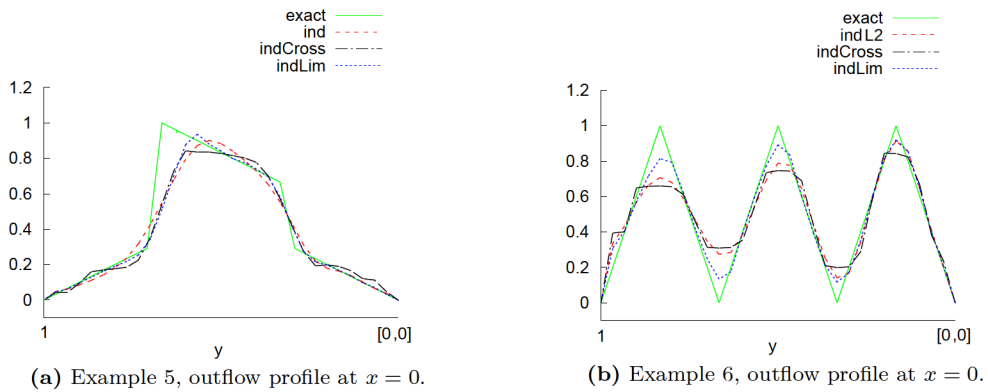 exact
ind
indCross
indLim
1.2
1
0.8
0.6
0.4
0.2
0
1
[0,0]
y
(a) Example 5, outflow profile at x = 0.
exact
ind L2
indCross
indLim
1.2
1
0.8
0.6
0.4
0.2
0
1
[0,0]
y
(b) Example 6, outflow profile at x = 0.